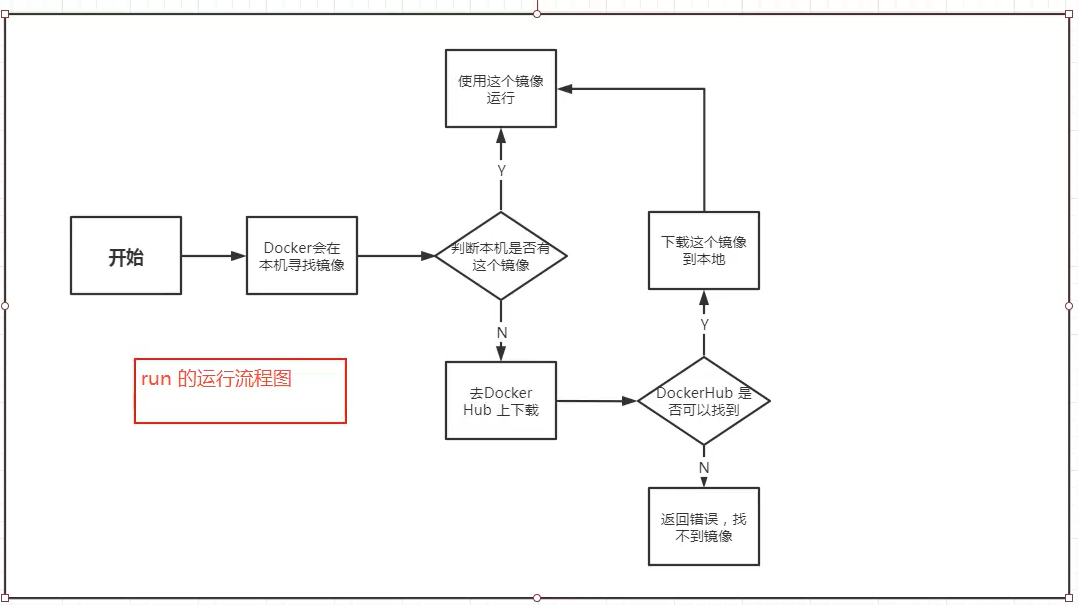 使用这个镜像
运行
Y
开始
Docker会在
本机寻找镜像
判断本机是否有
这个镜像
下载这个镜像
到本地
N
Y
run 的运行流程图
去Docker
Hub 上下载
DockerHub 是
否可以找到
N
返回错误，找
不到镜像